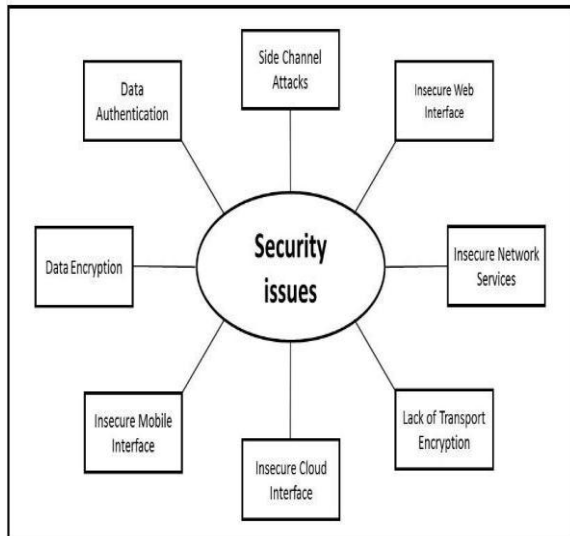 Side Channel
Attacks
Data
Authentication
Insecure Web
Interface
Security
issues
Data Encryption
Insecure Network
Services
Insecure Mobile
Interface
Lack of Transport
Encryption
Insecure Cloud
Interface